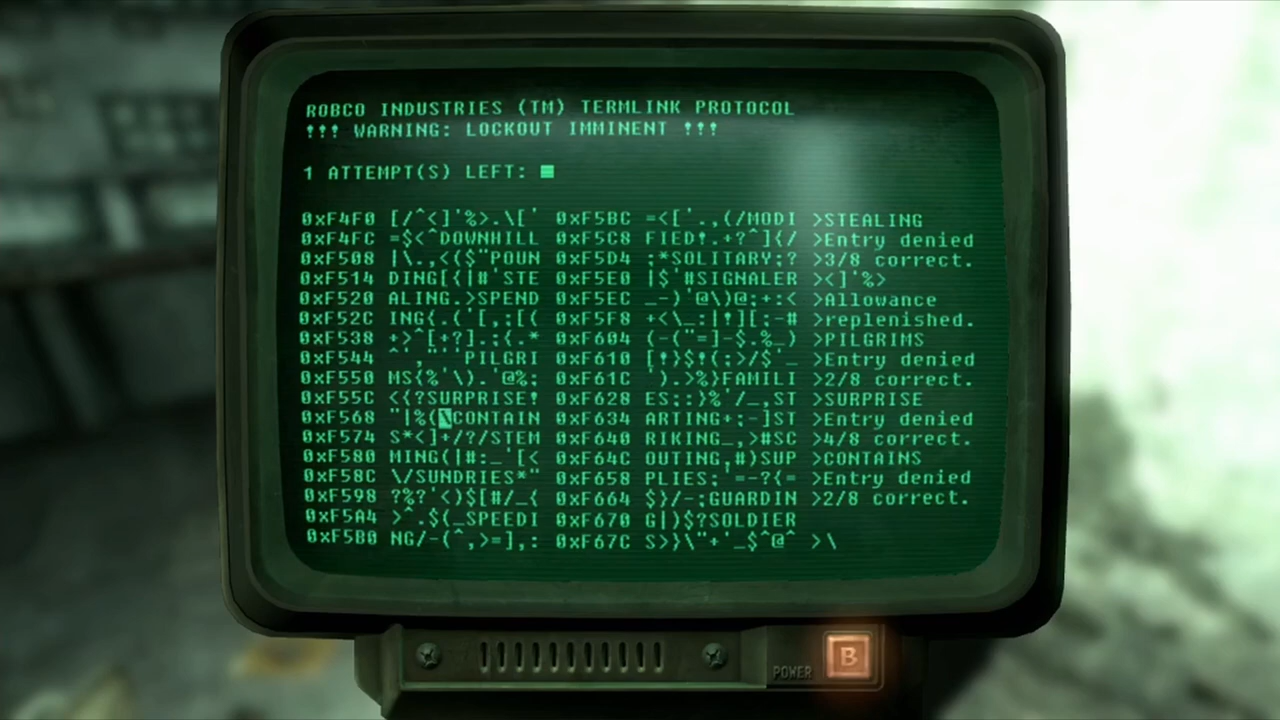 ROBCO INDUSTRIES (TM) TERMLINK PROTOCOL
!!! WARNING: LOCKOUT IMMINENT !!!
1 ATTEMPT(S) LEFT: ■
0xF4F0 [/^<]'%>.\[' 0xF5BC =<['.,(/MODI >STEALING
0xF4FC =$<^DOWNHILL 0xF5C8 FIED!.+?^]{/ >Entry denied
0xF508 |\.,<($"POUN 0xF5D4 ;*SOLITARY;? >3/8 correct.
0xF514 DING[{|#'STE 0xF5E0 |$'#SIGNALER ><]'%>
0xF520 ALING.>SPEND 0xF5EC _-)'@\)@;+:< >Allowance
0xF52C ING{.('[,:[( 0xF5F8 +<\_:|!][;-# >replenished.
0xF538 +>^[+?].:{.* 0xF604 (-("=]-$.%_) >PILGRIMS
0xF544 ^','"''PILGRI 0xF610 [!}$!(:>/$'_ >Entry denied
0xF550 MS{%'\).'@%; 0xF61C ').>%}FAMILI >2/8 correct.
0xF55C <{?SURPRISE! 0xF628 ES;:}%'/_,ST >SURPRISE
0xF568 "|%(\CONTAIN 0xF634 ARTING+:-]ST >Entry denied
0xF574 S*<]+/?/STEM 0xF640 RIKING_,>#SC >4/8 correct.
0xF580 MING(|#:_'[< 0xF64C OUTING,#)SUP >CONTAINS
0xF58C \/SUNDRIES*" 0xF658 PLIES;'=-?{= >Entry denied
0xF598 ?%?'<)$[#/_{ 0xF664 $}/-;GUARDIN >2/8 correct.
0xF5A4 >^.$(_SPEEDI 0xF670 G|)$?SOLDIER
0xF5B0 NG/-(^,>=],: 0xF67C S>}\"+'_$^@^ >\
POWER B